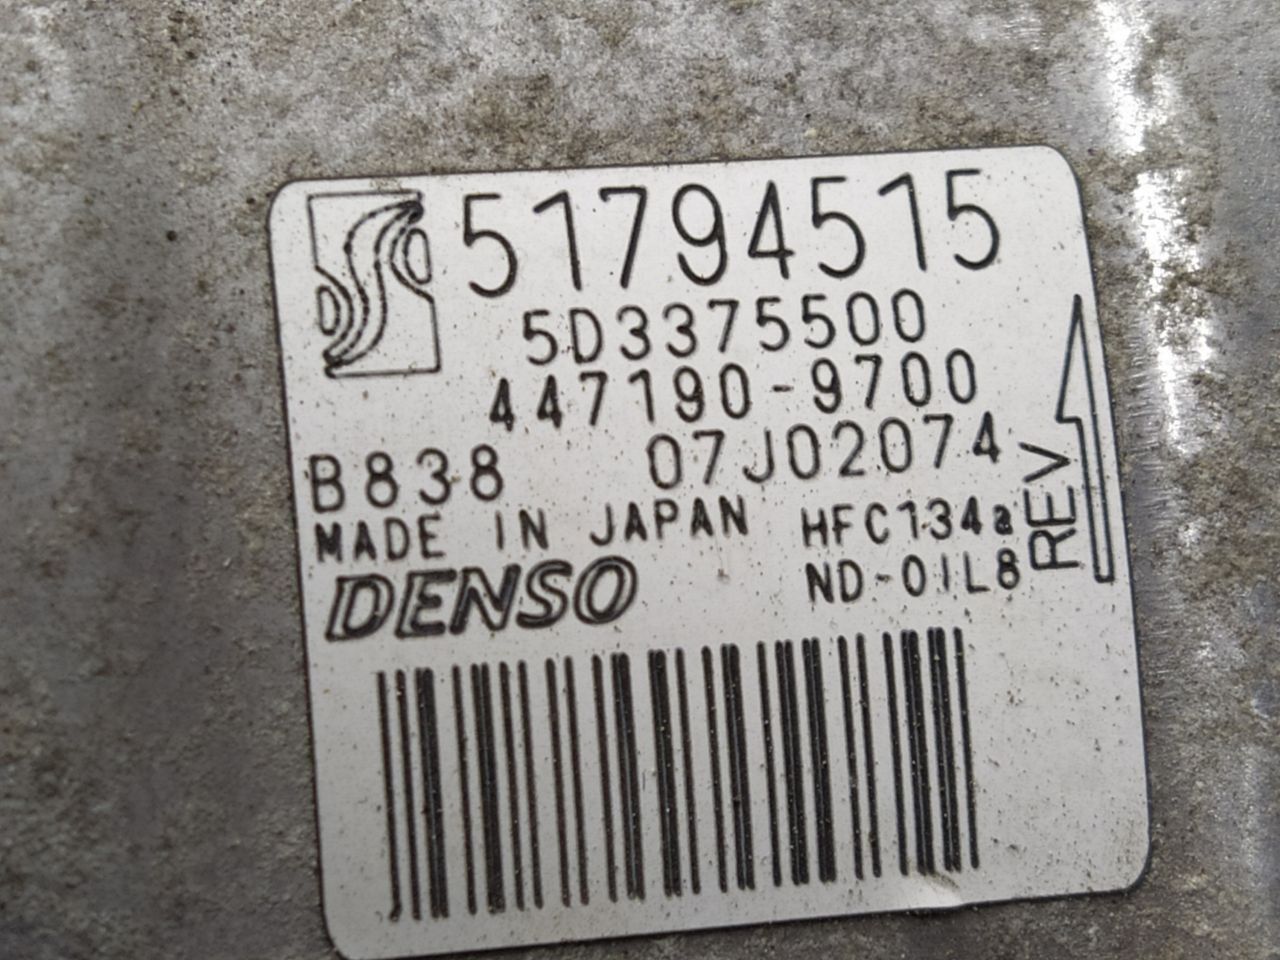 51794515
5D3375500
447190-9700
B838 07J02074
MADE IN JAPAN HFC134a
DENSO ND-OIL8
REV